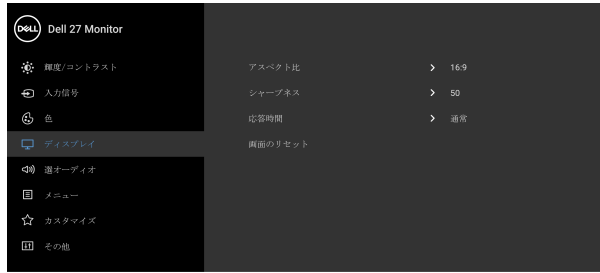 DELL Dell 27 Monitor
輝度/コントラスト
入力信号
色
ディスプレイ
選オーディオ
メニュー
カスタマイズ
その他
アスペクト比 16:9
シャープネス 50
応答時間 通常
画面のリセット